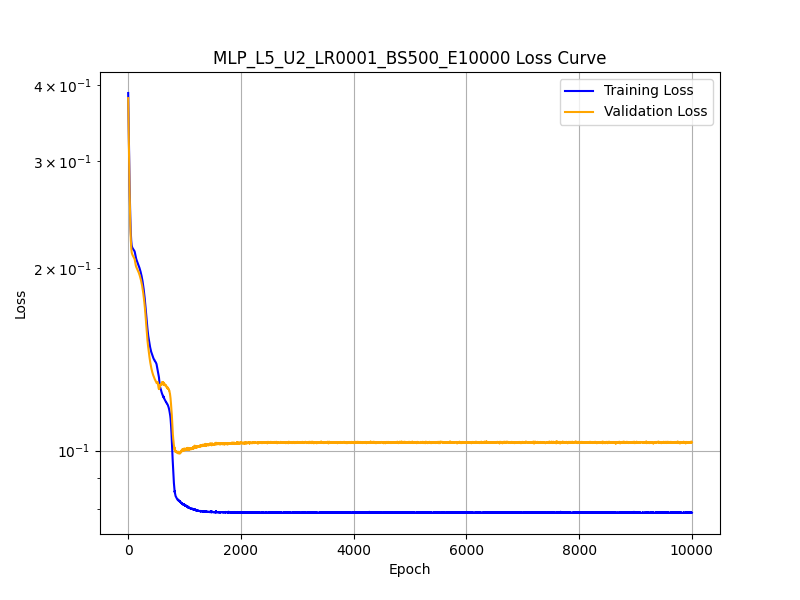 MLP_L5_U2_LR0001_BS500_E10000 Loss Curve
Training Loss
Validation Loss
4 × 10⁻¹
3 × 10⁻¹
2 × 10⁻¹
10⁻¹
Loss
0 2000 4000 6000 8000 10000
Epoch